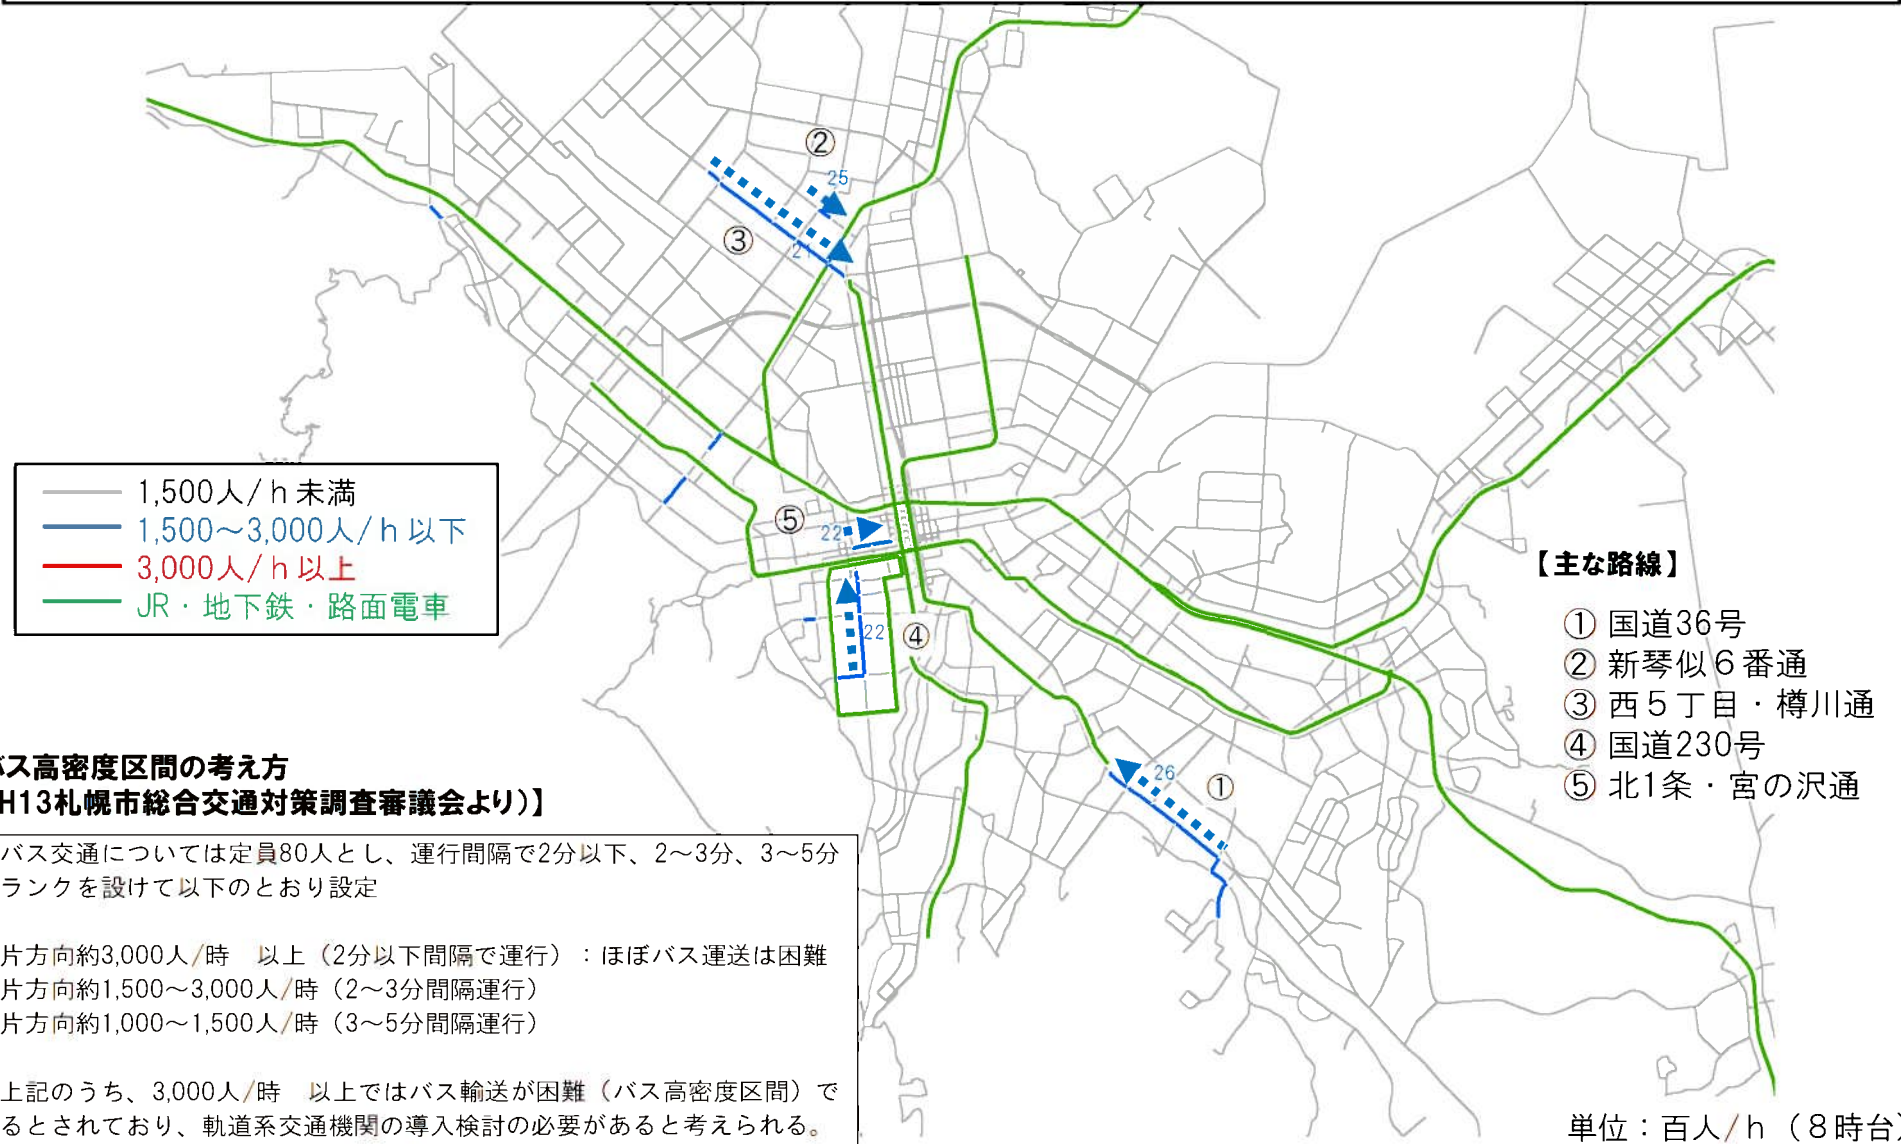 ②
25
③
21
1,500人/h未満
1,500～3,000人/h以下
3,000人/h以上
JR・地下鉄・路面電車
⑤
22
22
④
26
①
【主な路線】
① 国道36号
② 新琴似６番通
③ 西５丁目・樽川通
④ 国道230号
⑤ 北1条・宮の沢通
バス高密度区間の考え方
H13札幌市総合交通対策調査審議会より)】
バス交通については定員80人とし、運行間隔で2分以下、2～3分、3～5分
ランクを設けて以下のとおり設定
片方向約3,000人/時　以上（2分以下間隔で運行）：ほぼバス運送は困難
片方向約1,500～3,000人/時（2～3分間隔運行）
片方向約1,000～1,500人/時（3～5分間隔運行）
上記のうち、3,000人/時　以上ではバス輸送が困難（バス高密度区間）で
るとされており、軌道系交通機関の導入検討の必要があると考えられる。
単位：百人/h（８時台）